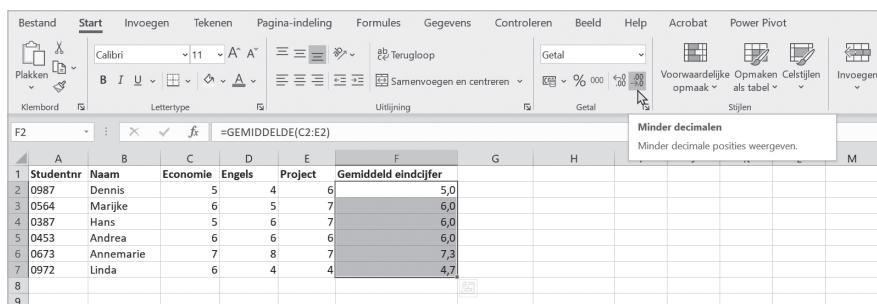 Bestand Start Invoegen Tekenen Pagina-indeling Formules Gegevens Controleren Beeld Help Acrobat Power Pivot
Calibri 11 A A Terugloop Getal
Plakken B I U A Samenvoegen en centreren % 000 Voorwaardelijke opmaak Opmaken als tabel Celstijlen Invoegen
Klembord Lettertype Uitlijning Getal Stijlen
F2 fx =GEMIDDELDE(C2:E2)
Minder decimalen
Minder decimale posities weergeven.
A B C D E F G H M
1 Studentnr Naam Economie Engels Project Gemiddeld eindcijfer
2 0987 Dennis 5 4 6 5,0
3 0564 Marijke 6 5 7 6,0
4 0387 Hans 5 6 7 6,0
5 0453 Andrea 6 6 6 6,0
6 0673 Annemarie 7 8 7 7,3
7 0972 Linda 6 4 4 4,7
8
9